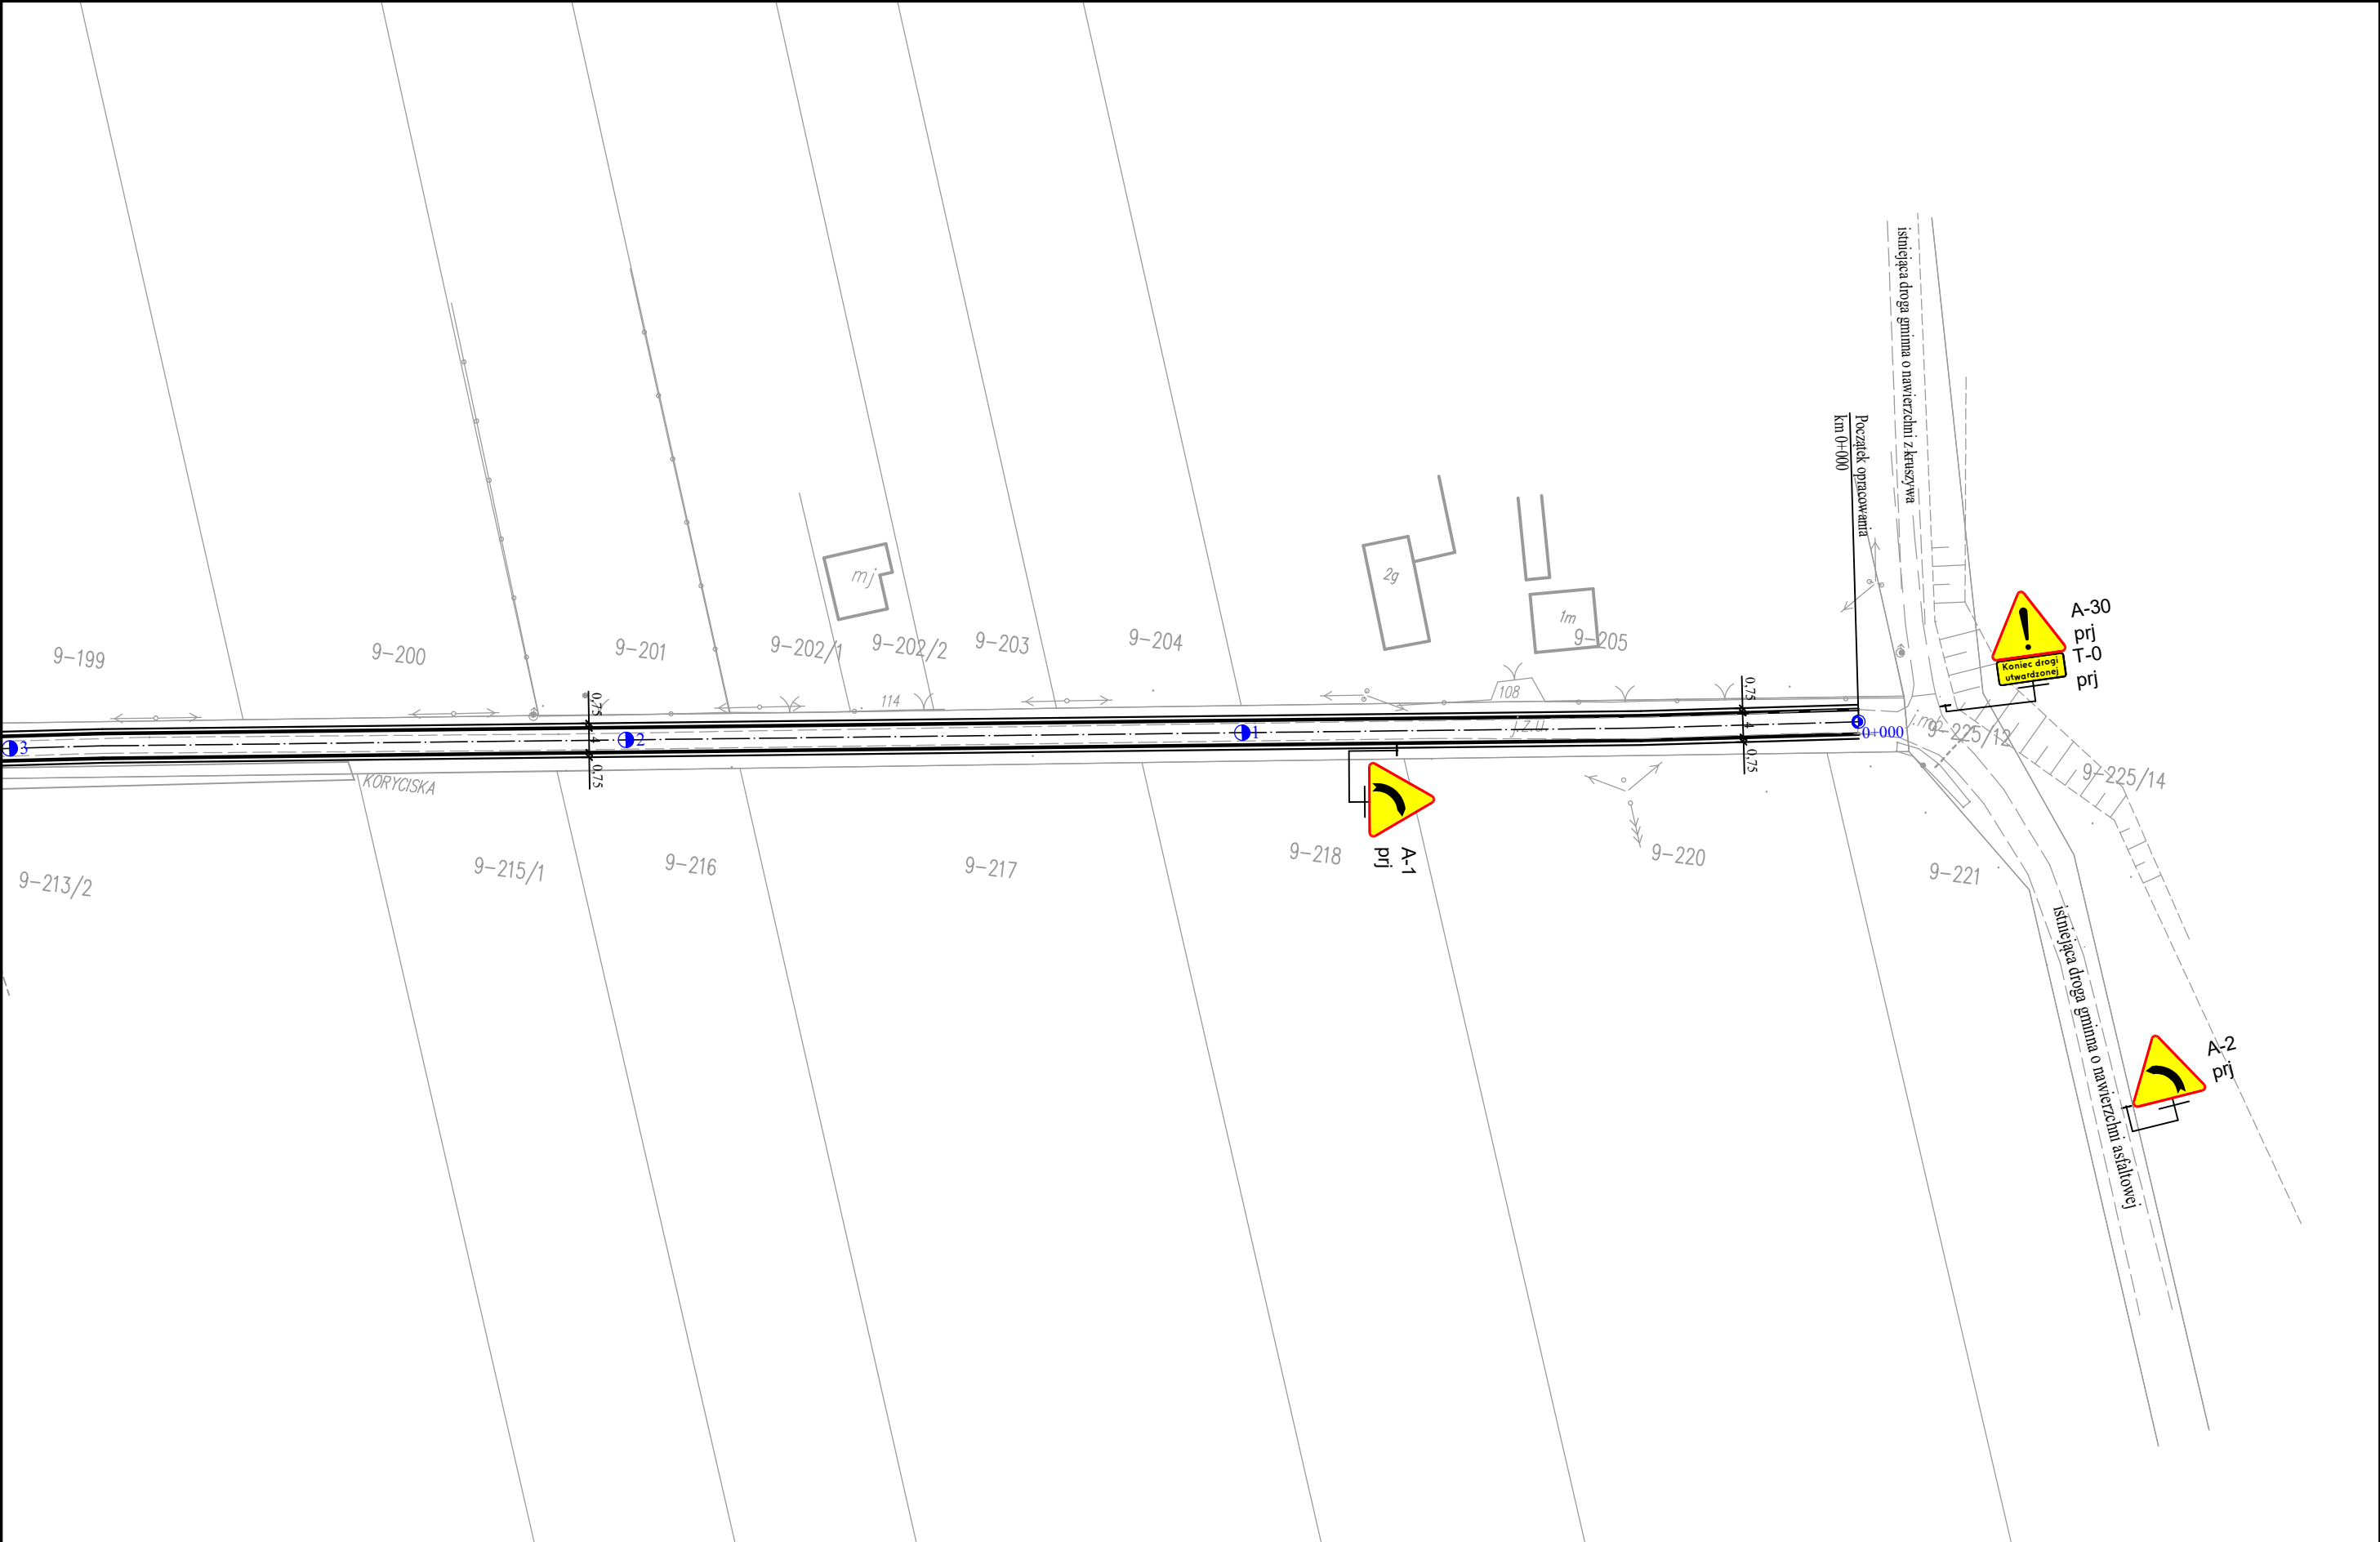 istniejąca droga gminna o nawierzchni z kruszywa
Początek opracowania
km 0+000
A-30
prj
T-0
prj
Koniec drogi
utwardzonej
mj
2g
1m
9-199
9-200
9-201
9-202/1
9-202/2
9-203
9-204
9-205
114
108
0,75
4
0,75
0,75
4
0,75
3
2
1
0+000
j.z.u.
9-225/12
9-225/14
KORYCISKA
A-1
prj
9-213/2
9-215/1
9-216
9-217
9-218
9-220
9-221
istniejąca droga gminna o nawierzchni asfaltowej
A-2
prj